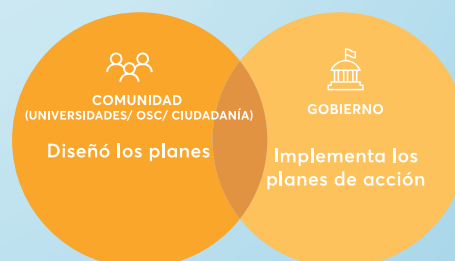 COMUNIDAD
(UNIVERSIDADES/ OSC/ CIUDADANÍA)
Diseñó los planes
GOBIERNO
Implementa los
planes de acción